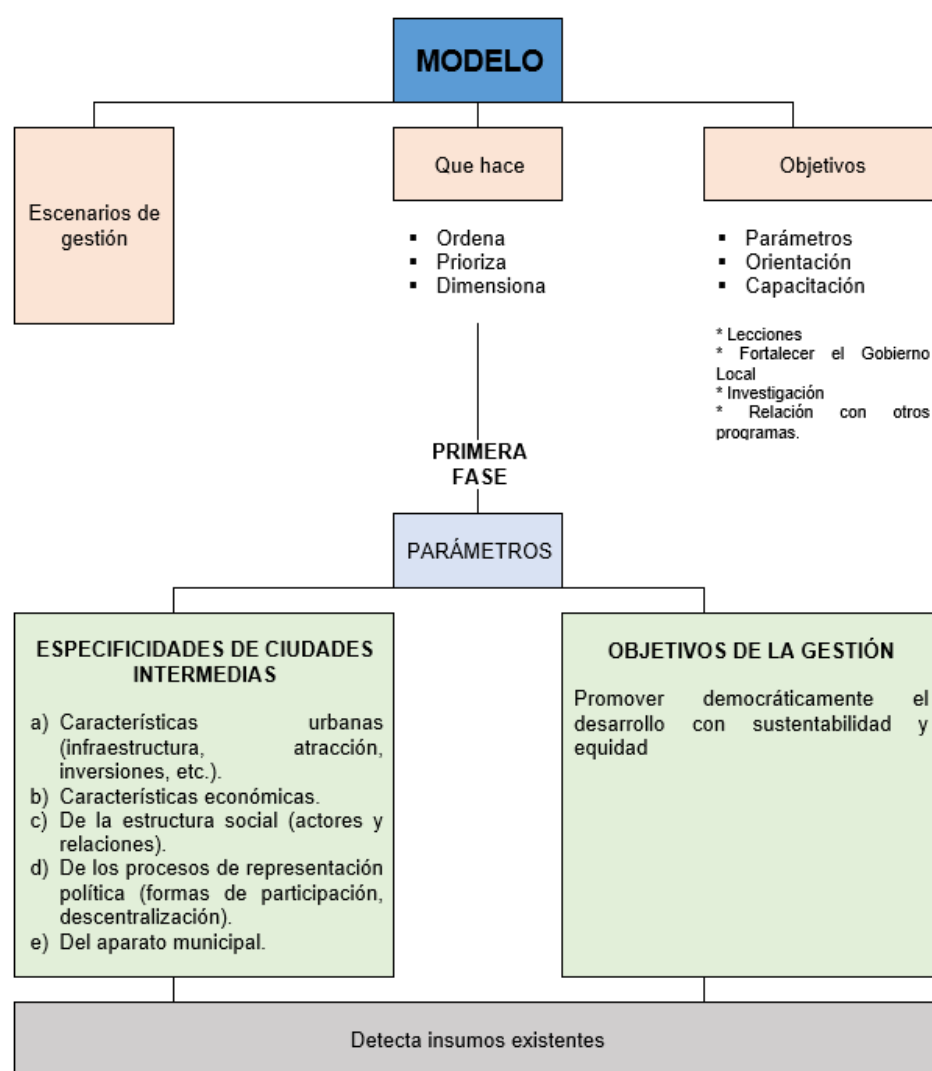 MODELO
Escenarios de
gestión
Que hace
Objetivos
▪ Ordena
▪ Prioriza
▪ Dimensiona
▪ Parámetros
▪ Orientación
▪ Capacitación
* Lecciones
* Fortalecer el Gobierno
Local
* Investigación
* Relación con otros
programas.
PRIMERA
FASE
PARÁMETROS
ESPECIFICIDADES DE CIUDADES
INTERMEDIAS
a) Características urbanas
(infraestructura, atracción,
inversiones, etc.).
b) Características económicas.
c) De la estructura social (actores y
relaciones).
d) De los procesos de representación
política (formas de participación,
descentralización).
e) Del aparato municipal.
OBJETIVOS DE LA GESTIÓN
Promover democráticamente el
desarrollo con sustentabilidad y
equidad
Detecta insumos existentes